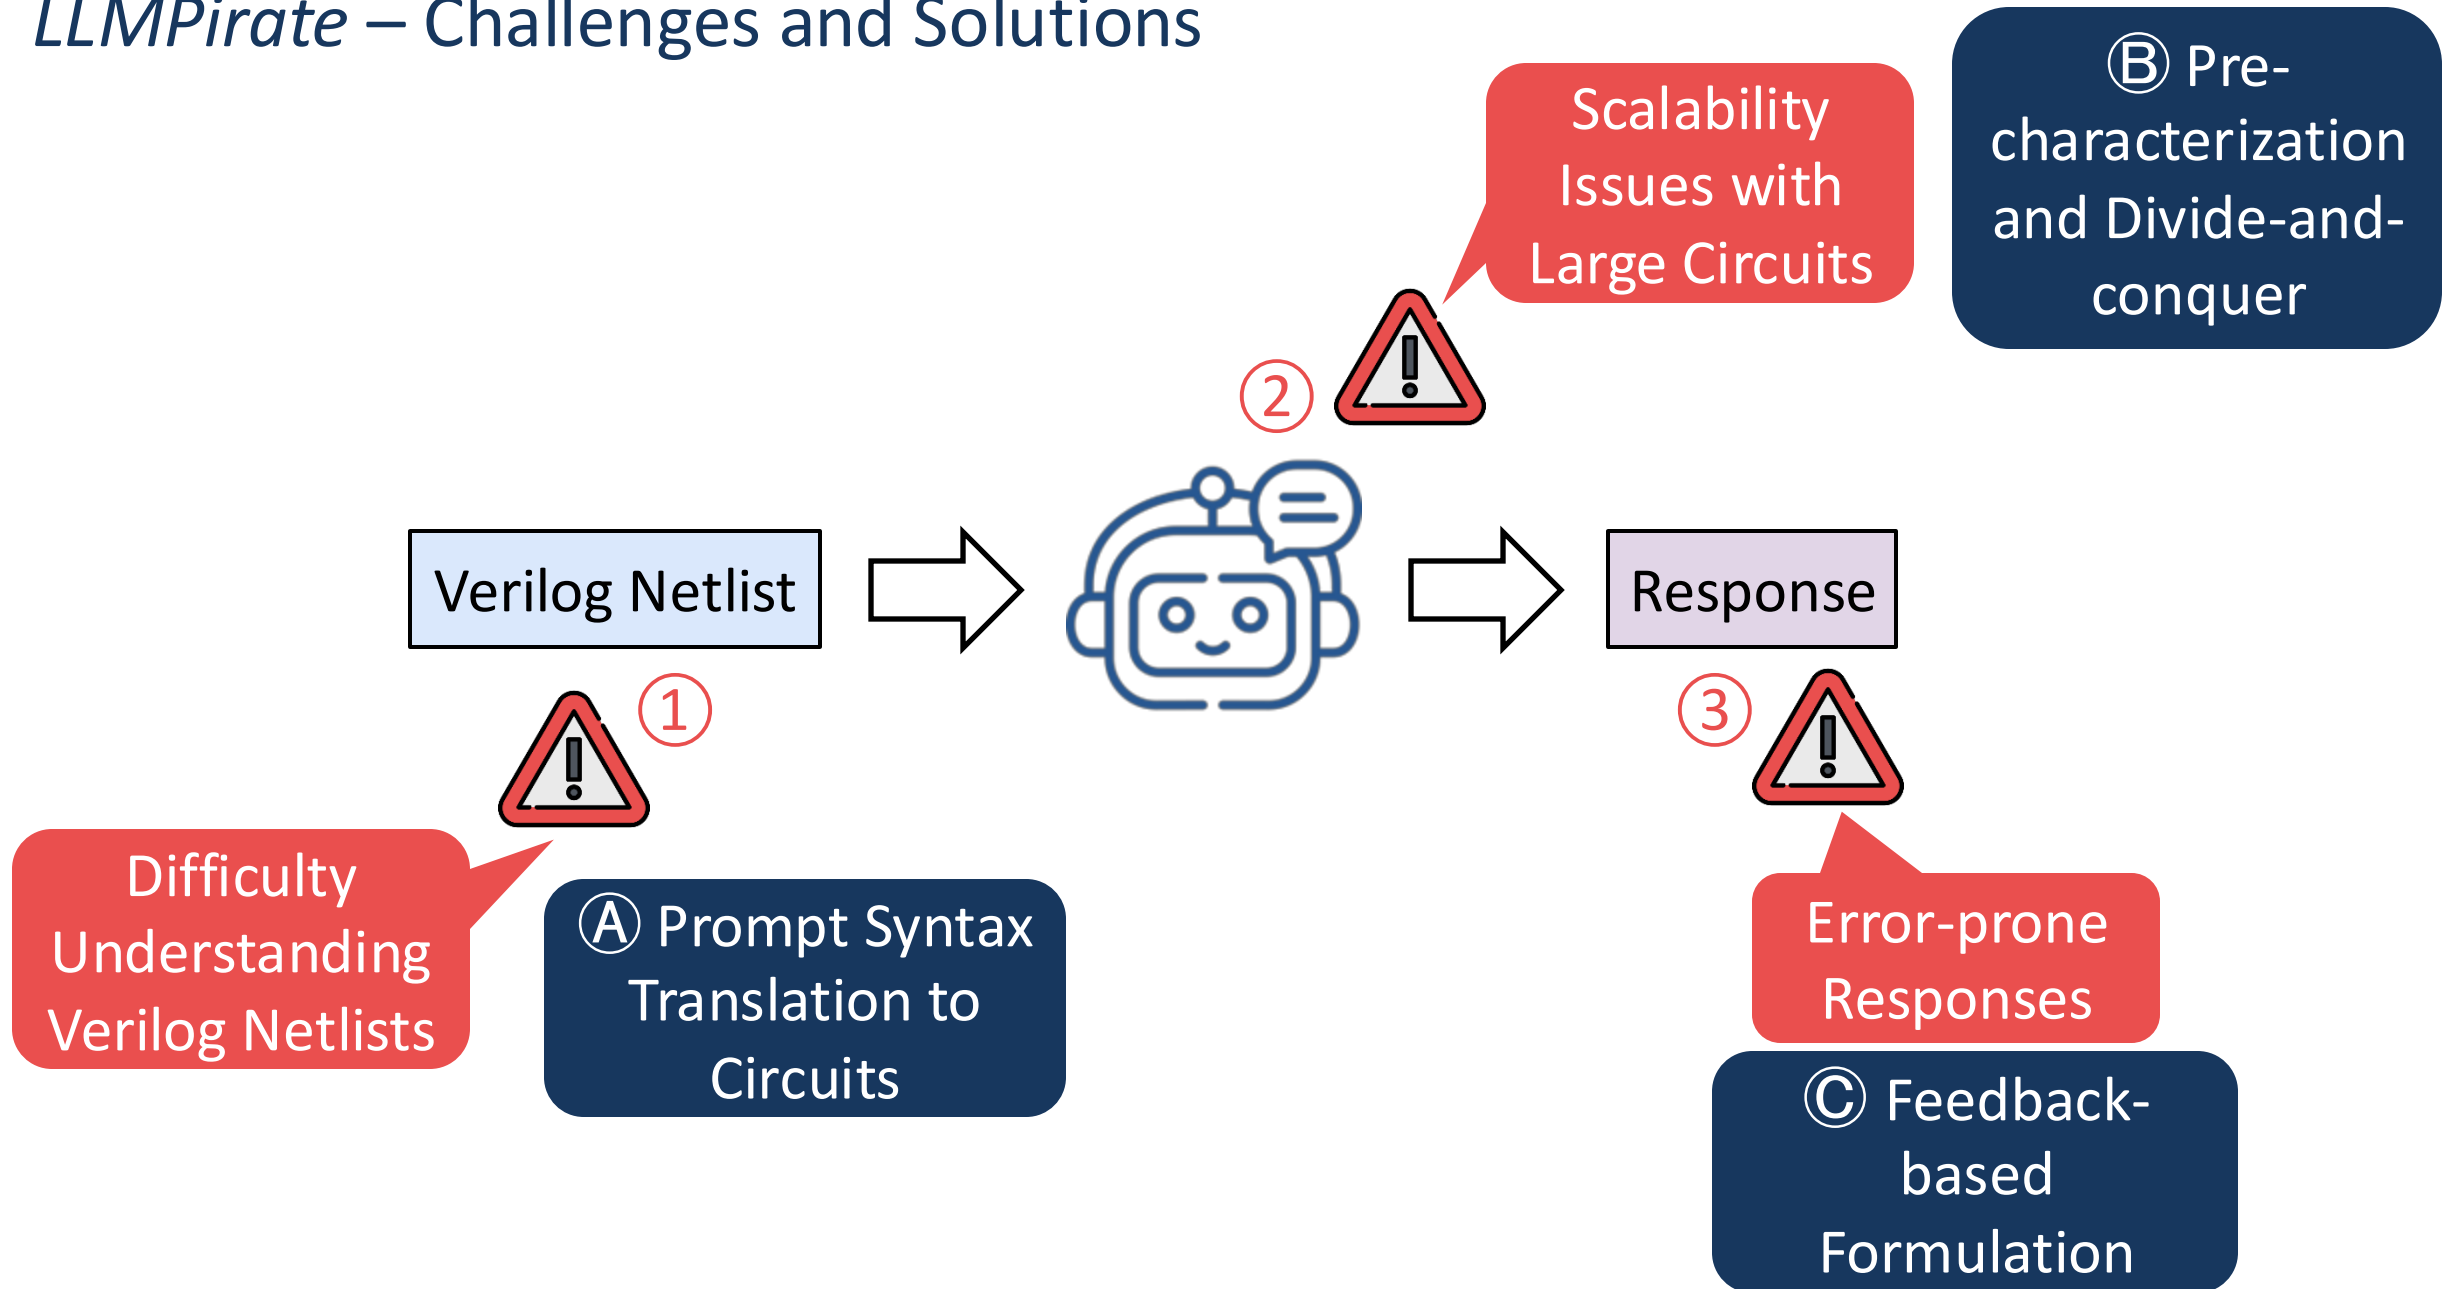 LLMPirate – Challenges and Solutions
Scalability
Issues with
Large Circuits
Ⓑ Pre-
characterization
and Divide-and-
conquer
②
Verilog Netlist
Response
①
③
Difficulty
Understanding
Verilog Netlists
Ⓐ Prompt Syntax
Translation to
Circuits
Error-prone
Responses
Ⓒ Feedback-
based
Formulation